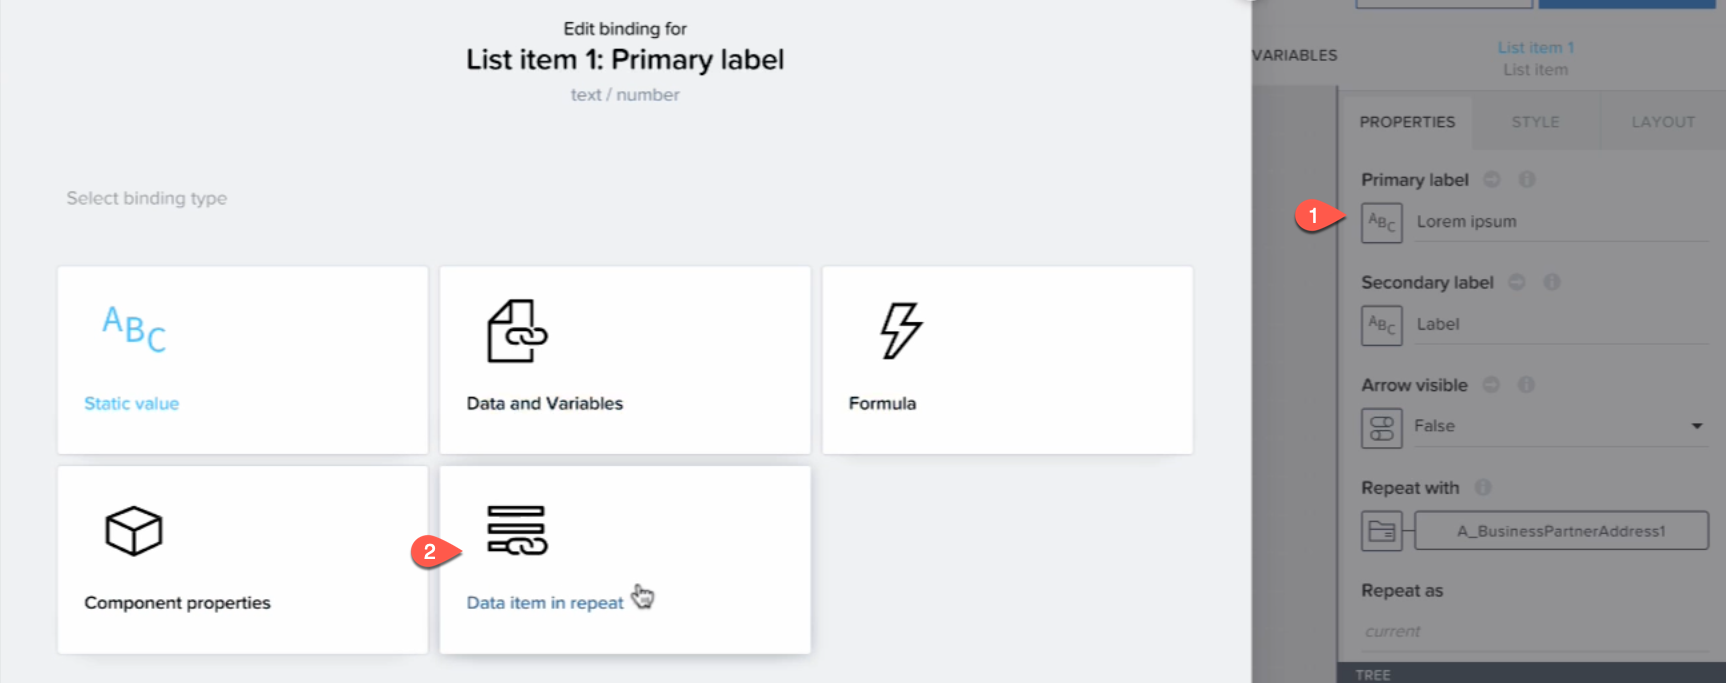 Edit binding for
List item 1: Primary label
text / number
Select binding type
ABC
Static value
Data and Variables
Formula
Component properties
2
Data item in repeat
VARIABLES
List item 1
List item
PROPERTIES
STYLE
LAYOUT
Primary label
1
ABC
Lorem ipsum
Secondary label
ABC
Label
Arrow visible
False
Repeat with
A_BusinessPartnerAddress1
Repeat as
current
TREE